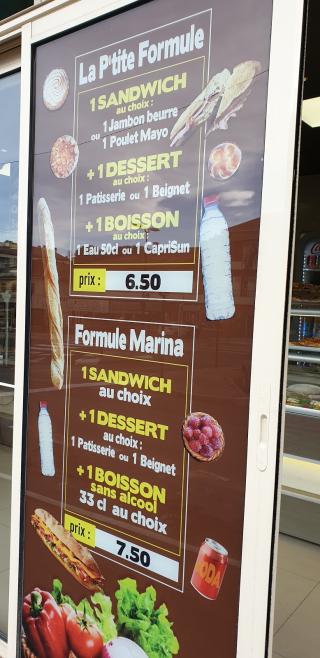 La P'tite Formule
1 SANDWICH
au choix :
1 Jambon beurre
ou 1 Poulet Mayo
+ 1 DESSERT
au choix :
1 Patisserie ou 1 Beignet
+ 1 BOISSON
au choix :
1 Eau 50cl ou 1 CapriSun
prix : 6.50
Formule Marina
1 SANDWICH
au choix
+ 1 DESSERT
au choix :
1 Patisserie ou 1 Beignet
+ 1 BOISSON
sans alcool
33 cl au choix
prix : 7.50
SODA